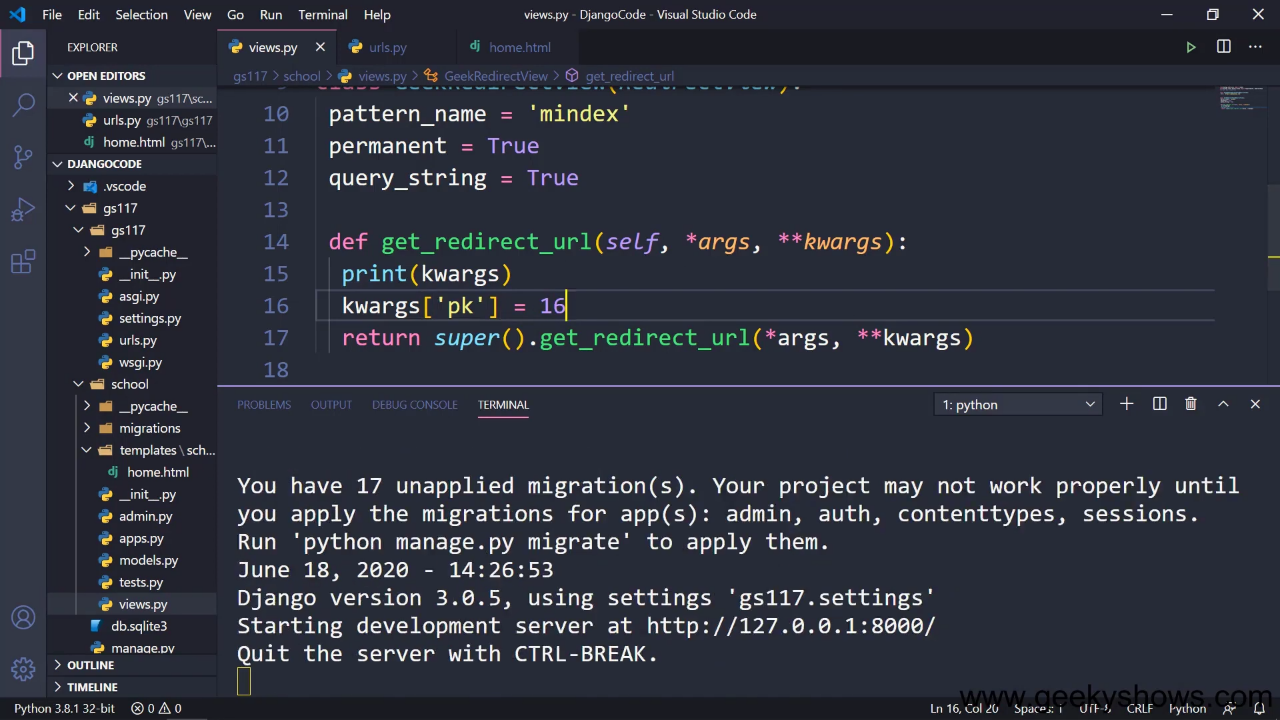 File Edit Selection View Go Run Terminal Help views.py - DjangoCode - Visual Studio Code
EXPLORER
views.py urls.py home.html
OPEN EDITORS
views.py gs117\sc...
urls.py gs117\gs117
home.html gs117\...
DJANGOCODE
.vscode
gs117
gs117
__pycache__
__init__.py
asgi.py
settings.py
urls.py
wsgi.py
school
__pycache__
migrations
templates \ sc...
home.html
__init__.py
admin.py
apps.py
models.py
tests.py
views.py
db.sqlite3
manage.py
OUTLINE
TIMELINE
gs117 > school > views.py > GeekRedirectView > get_redirect_url
class GeekRedirectView(RedirectView):
10 pattern_name = 'mindex'
11 permanent = True
12 query_string = True
13
14 def get_redirect_url(self, *args, **kwargs):
15 print(kwargs)
16 kwargs['pk'] = 16
17 return super().get_redirect_url(*args, **kwargs)
18
PROBLEMS OUTPUT DEBUG CONSOLE TERMINAL 1: python
You have 17 unapplied migration(s). Your project may not work properly until
you apply the migrations for app(s): admin, auth, contenttypes, sessions.
Run 'python manage.py migrate' to apply them.
June 18, 2020 - 14:26:53
Django version 3.0.5, using settings 'gs117.settings'
Starting development server at http://127.0.0.1:8000/
Quit the server with CTRL-BREAK.
www.geekyshows.com
Python 3.8.1 32-bit 0 0 Ln 16, Col 20 Spaces: 1 UTF-8 CRLF Python